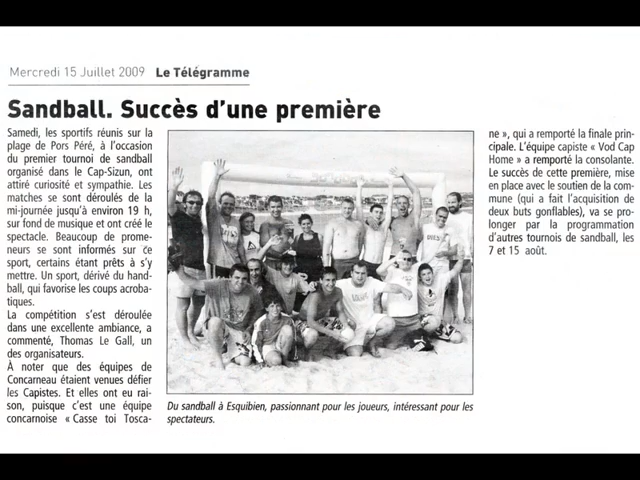 Mercredi 15 Juillet 2009 Le Télégramme
Sandball. Succès d'une première
Samedi, les sportifs réunis sur la
plage de Pors Péré, à l'occasion
du premier tournoi de sandball
organisé dans le Cap-Sizun, ont
attiré curiosité et sympathie. Les
matches se sont déroulés de la
mi-journée jusqu'à environ 19 h,
sur fond de musique et ont créé le
spectacle. Beaucoup de prome-
neurs se sont informés sur ce
sport, certains étant prêts à s'y
mettre. Un sport, dérivé du hand-
ball, qui favorise les coups acroba-
tiques.
La compétition s'est déroulée
dans une excellente ambiance, a
commenté, Thomas Le Gall, un
des organisateurs.
À noter que des équipes de
Concarneau étaient venues défier
les Capistes. Et elles ont eu rai-
son, puisque c'est une équipe
concarnoise « Casse toi Tosca-
Du sandball à Esquibien, passionnant pour les joueurs, intéressant pour les
spectateurs.
ne », qui a remporté la finale prin-
cipale. L'équipe capiste « Vod Cap
Home » a remporté la consolante.
Le succès de cette première, mise
en place avec le soutien de la com-
mune (qui a fait l'acquisition de
deux buts gonflables), va se pro-
longer par la programmation
d'autres tournois de sandball, les
7 et 15 août.